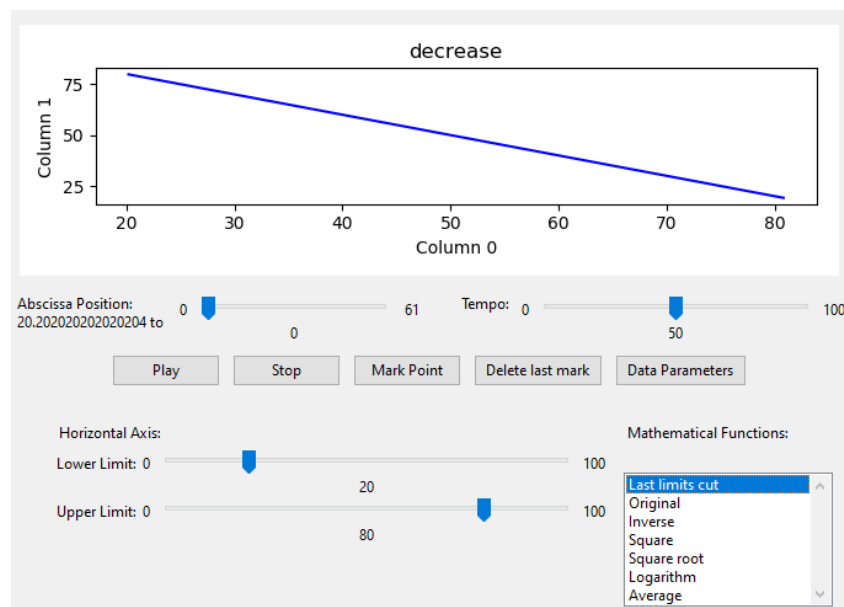 decrease
75
50
25
Column 1
20 30 40 50 60 70 80
Column 0
Abscissa Position: 0 61 Tempo: 0 100
20.202020202020204 to
0 50
Play Stop Mark Point Delete last mark Data Parameters
Horizontal Axis: Mathematical Functions:
Lower Limit: 0 100
20
Upper Limit: 0 100
80
Last limits cut
Original
Inverse
Square
Square root
Logarithm
Average